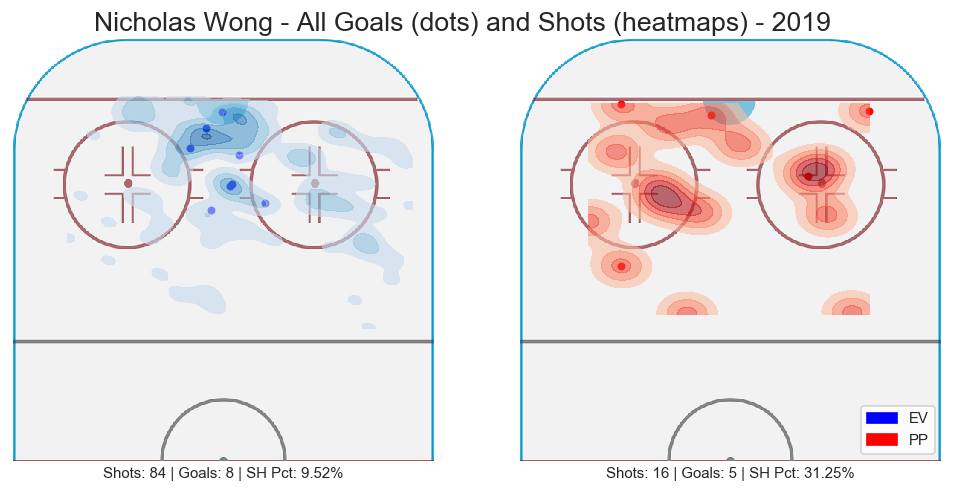 Nicholas Wong - All Goals (dots) and Shots (heatmaps) - 2019
EV
PP
Shots: 84 | Goals: 8 | SH Pct: 9.52%
Shots: 16 | Goals: 5 | SH Pct: 31.25%